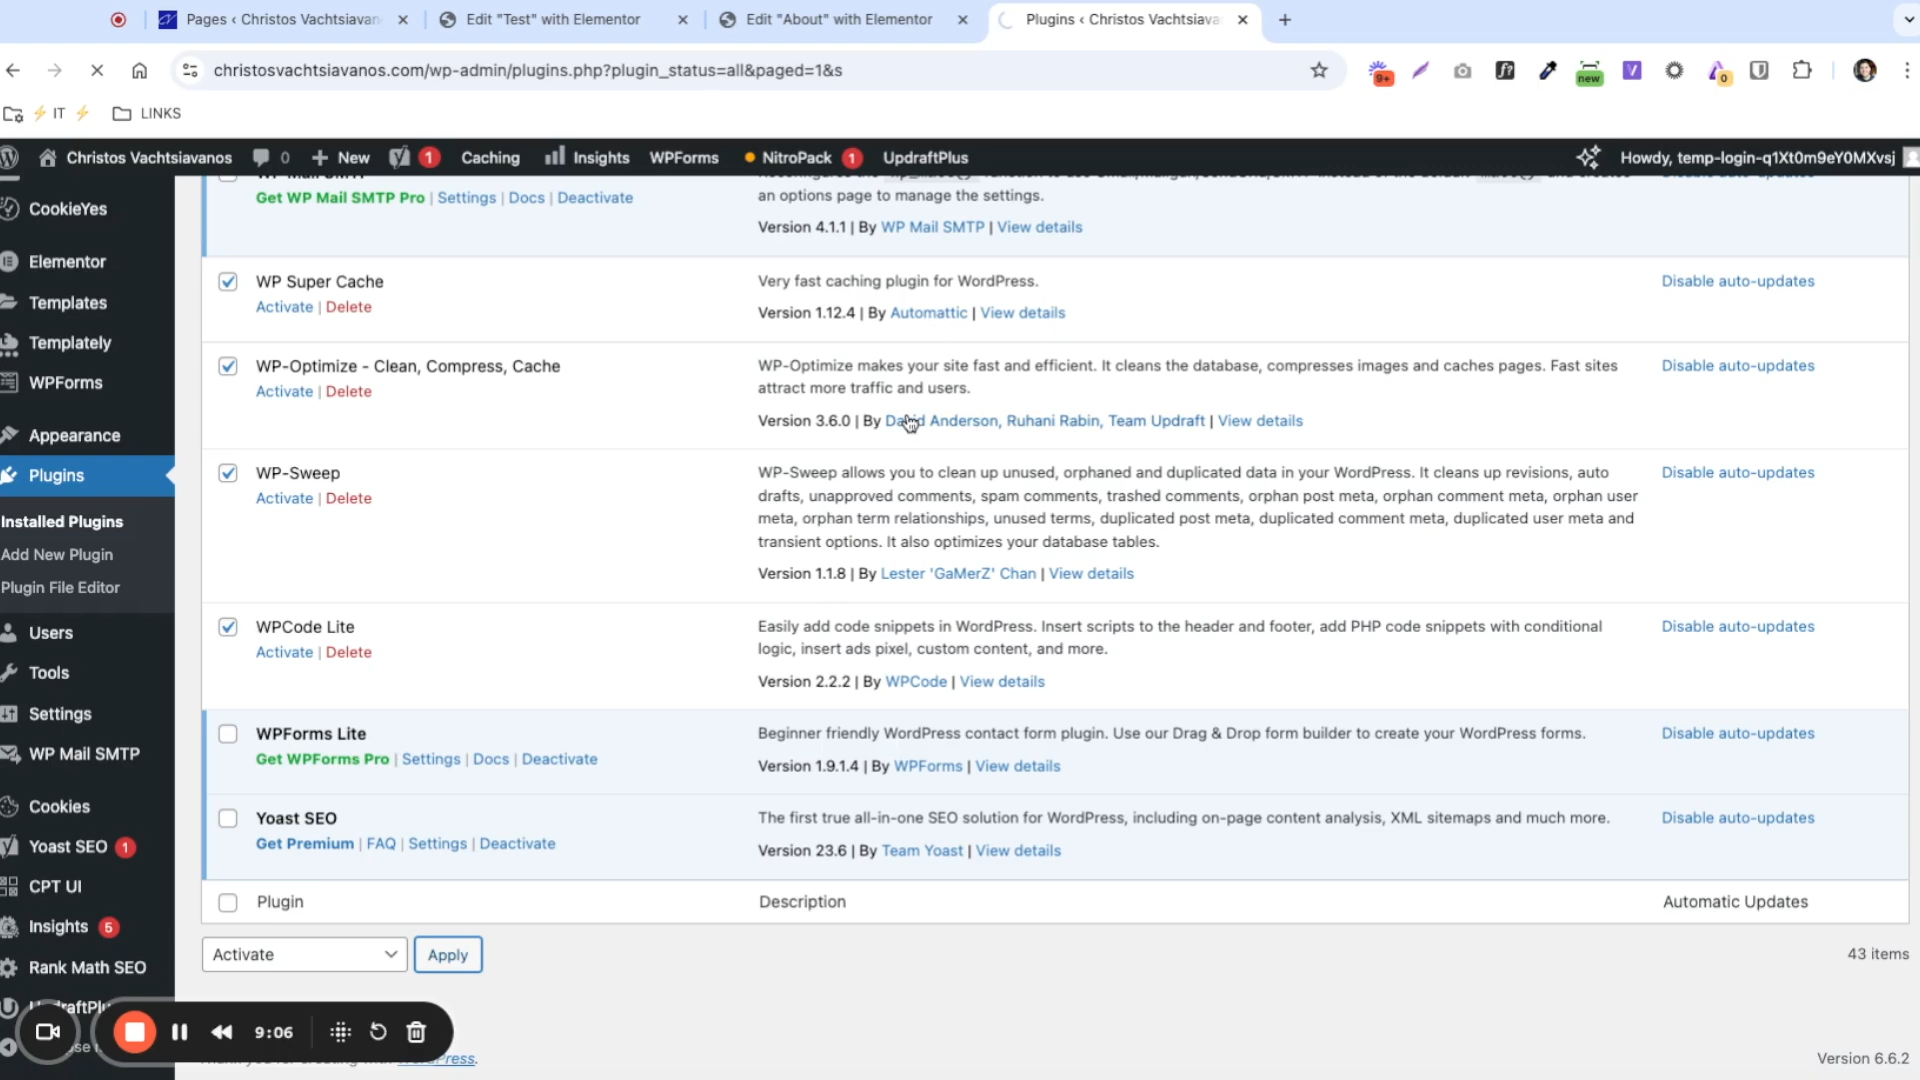 Pages ‹ Christos Vachtsiavan
Edit "Test" with Elementor
Edit "About" with Elementor
Plugins ‹ Christos Vachtsiava
christosvachtsiavanos.com/wp-admin/plugins.php?plugin_status=all&paged=1&s
9+
f?
new
V
0
IT
LINKS
Christos Vachtsiavanos
0
New
1
Caching
Insights
WPForms
NitroPack
1
UpdraftPlus
Howdy, temp-login-q1Xt0m9eY0MXvsj
CookieYes
Elementor
Templates
Templately
WPForms
Appearance
Plugins
Installed Plugins
Add New Plugin
Plugin File Editor
Users
Tools
Settings
WP Mail SMTP
Cookies
Yoast SEO 1
CPT UI
Insights 5
Rank Math SEO
Get WP Mail SMTP Pro | Settings | Docs | Deactivate
an options page to manage the settings.
Version 4.1.1 | By WP Mail SMTP | View details
WP Super Cache
Activate | Delete
Very fast caching plugin for WordPress.
Version 1.12.4 | By Automattic | View details
Disable auto-updates
WP-Optimize - Clean, Compress, Cache
Activate | Delete
WP-Optimize makes your site fast and efficient. It cleans the database, compresses images and caches pages. Fast sites
attract more traffic and users.
Version 3.6.0 | By David Anderson, Ruhani Rabin, Team Updraft | View details
Disable auto-updates
WP-Sweep
Activate | Delete
WP-Sweep allows you to clean up unused, orphaned and duplicated data in your WordPress. It cleans up revisions, auto
drafts, unapproved comments, spam comments, trashed comments, orphan post meta, orphan comment meta, orphan user
meta, orphan term relationships, unused terms, duplicated post meta, duplicated comment meta, duplicated user meta and
transient options. It also optimizes your database tables.
Version 1.1.8 | By Lester 'GaMerZ' Chan | View details
Disable auto-updates
WPCode Lite
Activate | Delete
Easily add code snippets in WordPress. Insert scripts to the header and footer, add PHP code snippets with conditional
logic, insert ads pixel, custom content, and more.
Version 2.2.2 | By WPCode | View details
Disable auto-updates
WPForms Lite
Get WPForms Pro | Settings | Docs | Deactivate
Beginner friendly WordPress contact form plugin. Use our Drag & Drop form builder to create your WordPress forms.
Version 1.9.1.4 | By WPForms | View details
Disable auto-updates
Yoast SEO
Get Premium | FAQ | Settings | Deactivate
The first true all-in-one SEO solution for WordPress, including on-page content analysis, XML sitemaps and much more.
Version 23.6 | By Team Yoast | View details
Disable auto-updates
Plugin
Description
Automatic Updates
Activate
Apply
43 items
9:06
Version 6.6.2